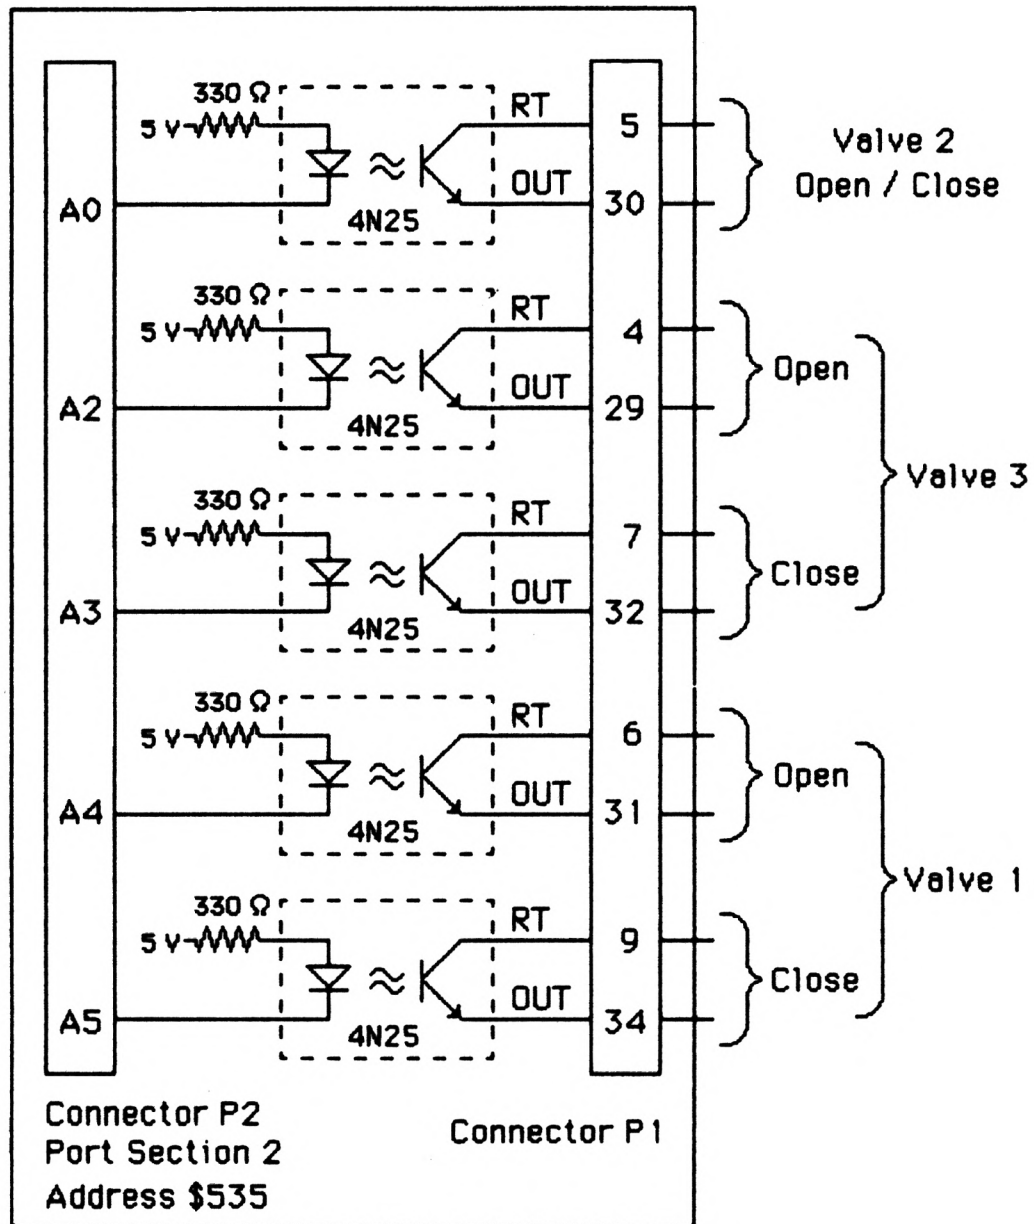 330 Ω
5 V
RT
5
A0
OUT
30
4N25
Valve 2
Open / Close
330 Ω
5 V
RT
4
A2
OUT
29
4N25
Open
330 Ω
5 V
RT
7
A3
OUT
32
4N25
Close
Valve 3
330 Ω
5 V
RT
6
A4
OUT
31
4N25
Open
330 Ω
5 V
RT
9
A5
OUT
34
4N25
Close
Valve 1
Connector P2
Port Section 2
Address $535
Connector P1